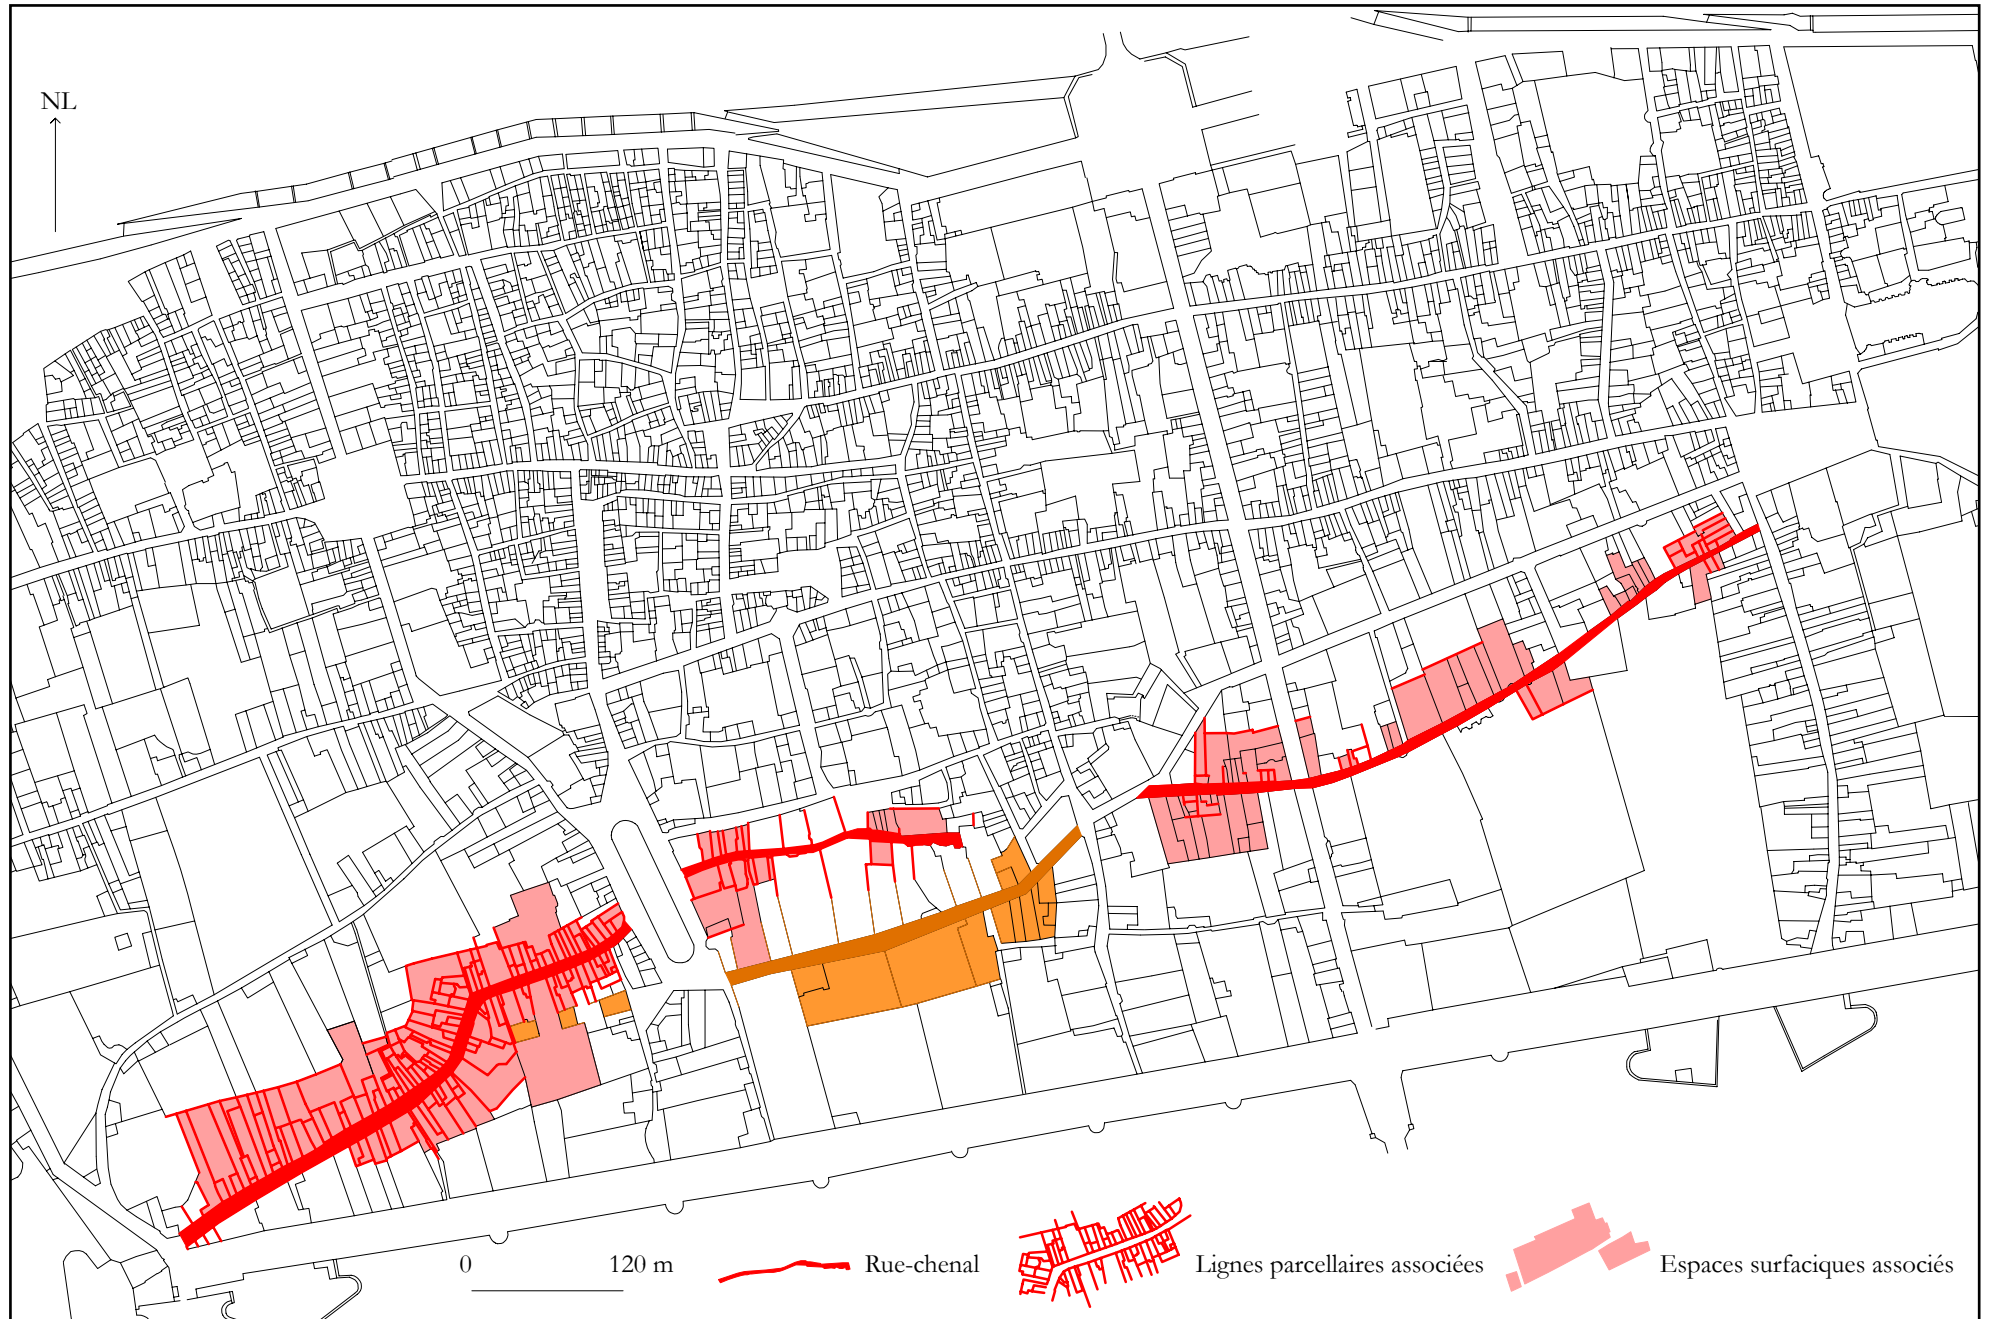 NL
0 120 m
Rue-chenal
Lignes parcellaires associées
Espaces surfaciques associés